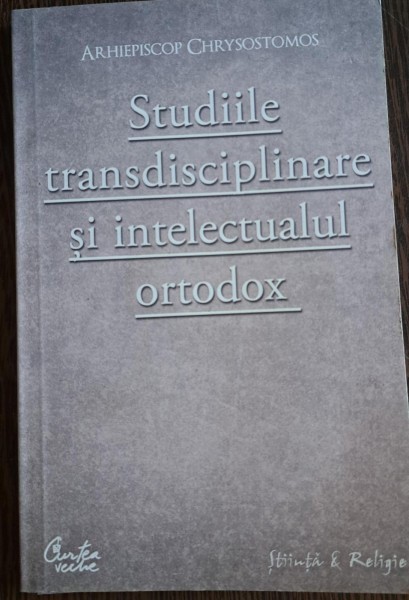 ARHIEPISCOP CHRYSOSTOMOS
Studiile
transdisciplinare
și intelectualul
ortodox
Curtea
veche
Știință & Religie